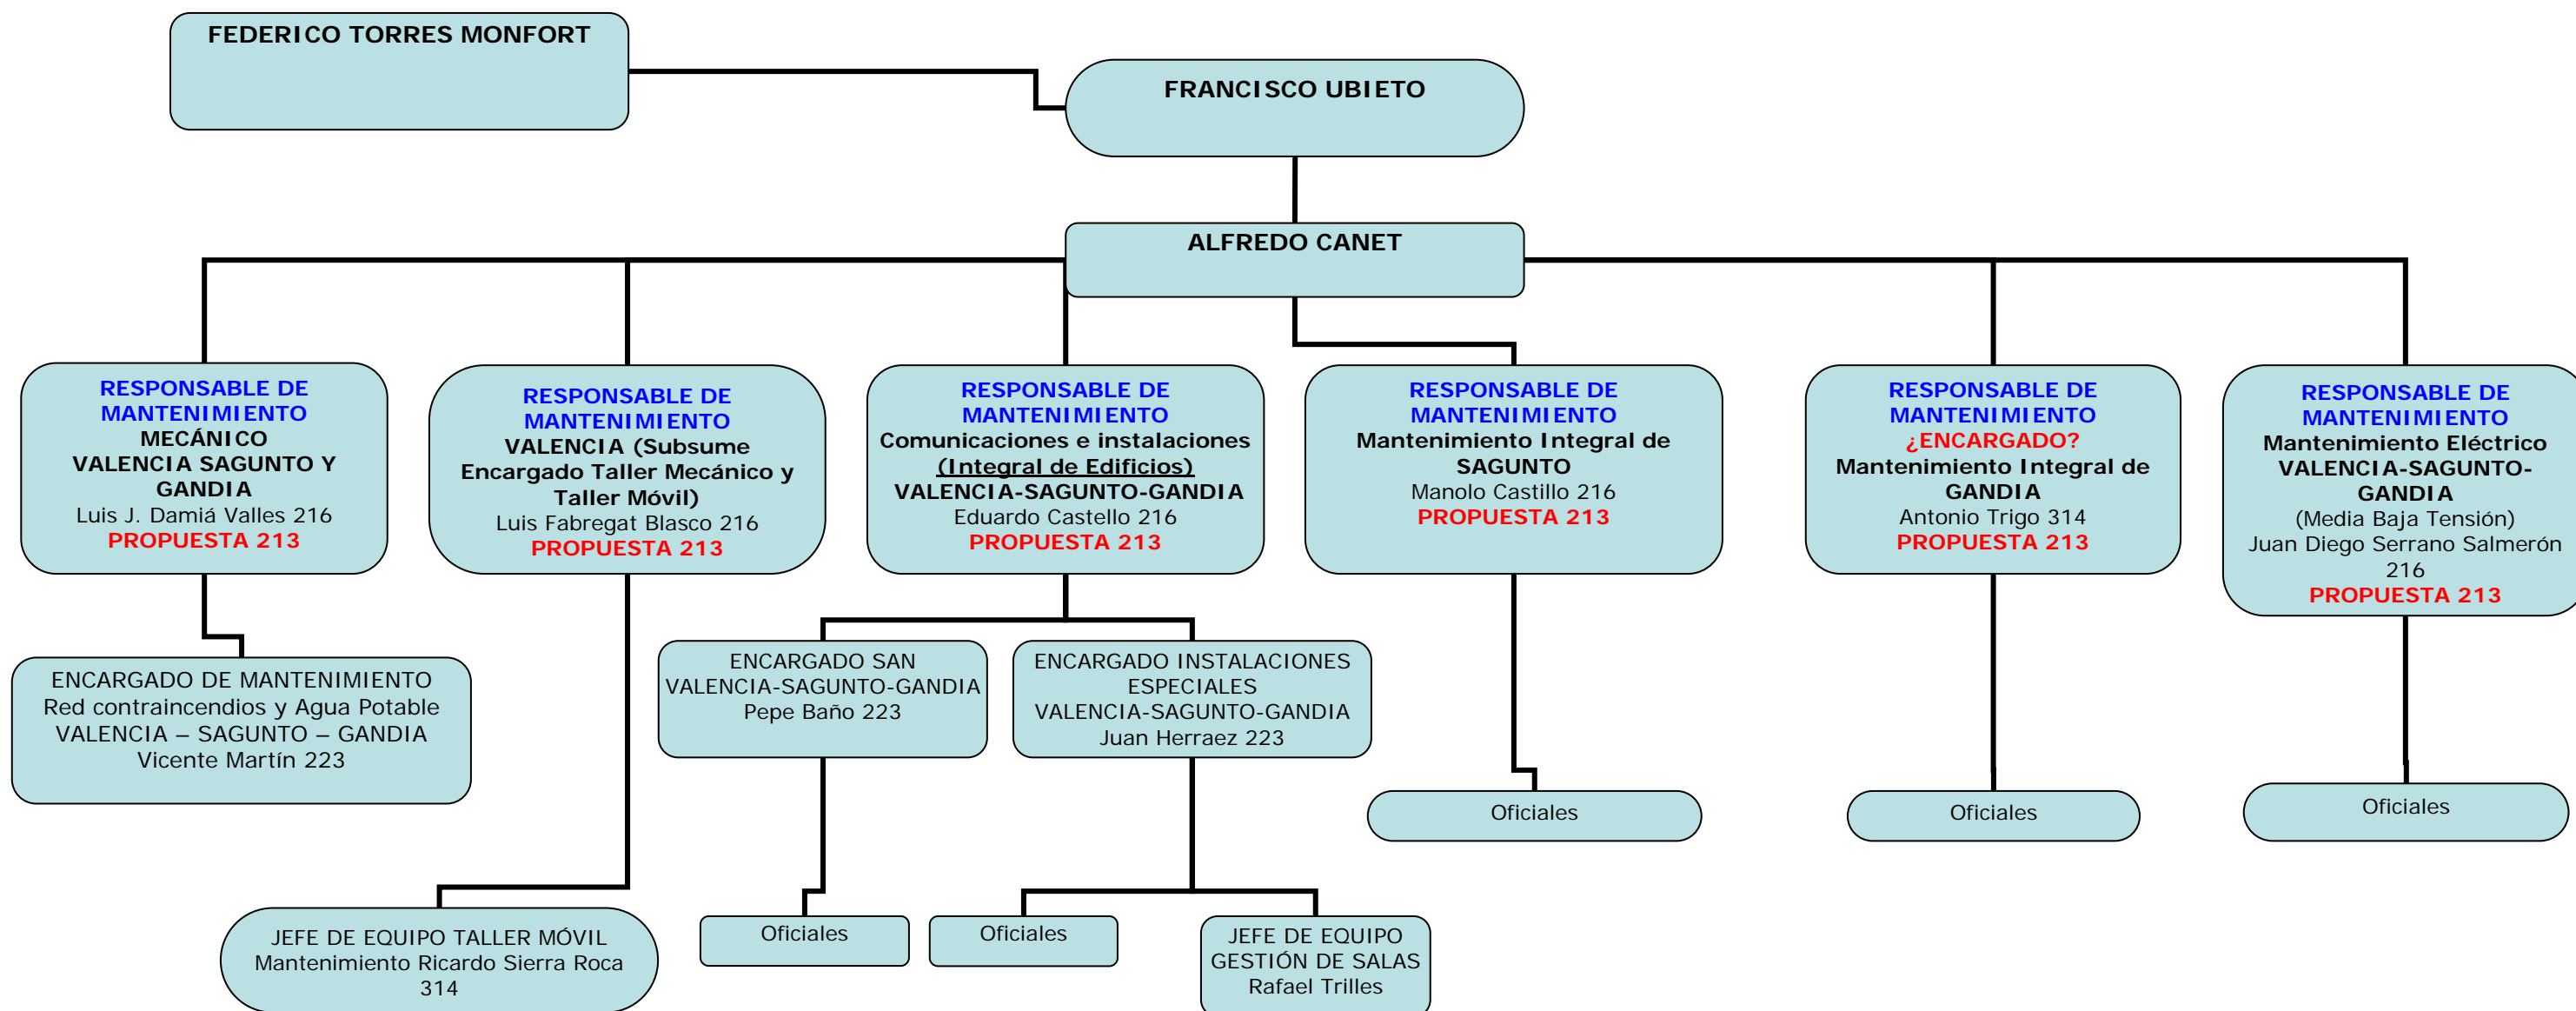 FEDERICO TORRES MONFORT
FRANCISCO UBIETO
ALFREDO CANET
RESPONSABLE DE
MANTENIMIENTO
MECÁNICO
VALENCIA SAGUNTO Y
GANDIA
Luis J. Damiá Valles 216
PROPUESTA 213
RESPONSABLE DE
MANTENIMIENTO
VALENCIA (Subsume
Encargado Taller Mecánico y
Taller Móvil)
Luis Fabregat Blasco 216
PROPUESTA 213
RESPONSABLE DE
MANTENIMIENTO
Comunicaciones e instalaciones
(Integral de Edificios)
VALENCIA-SAGUNTO-GANDIA
Eduardo Castello 216
PROPUESTA 213
RESPONSABLE DE
MANTENIMIENTO
Mantenimiento Integral de
SAGUNTO
Manolo Castillo 216
PROPUESTA 213
RESPONSABLE DE
MANTENIMIENTO
¿ENCARGADO?
Mantenimiento Integral de
GANDIA
Antonio Trigo 314
PROPUESTA 213
RESPONSABLE DE
MANTENIMIENTO
Mantenimiento Eléctrico
VALENCIA-SAGUNTO-
GANDIA
(Media Baja Tensión)
Juan Diego Serrano Salmerón
216
PROPUESTA 213
ENCARGADO DE MANTENIMIENTO
Red contraincendios y Agua Potable
VALENCIA – SAGUNTO – GANDIA
Vicente Martín 223
ENCARGADO SAN
VALENCIA-SAGUNTO-GANDIA
Pepe Baño 223
ENCARGADO INSTALACIONES
ESPECIALES
VALENCIA-SAGUNTO-GANDIA
Juan Herraez 223
Oficiales
Oficiales
Oficiales
JEFE DE EQUIPO TALLER MÓVIL
Mantenimiento Ricardo Sierra Roca
314
Oficiales
Oficiales
JEFE DE EQUIPO
GESTIÓN DE SALAS
Rafael Trilles